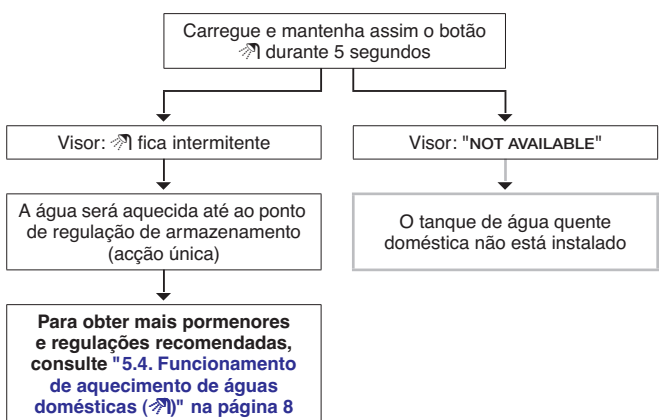 Carregue e mantenha assim o botão
durante 5 segundos
Visor: fica intermitente
Visor: "NOT AVAILABLE"
A água será aquecida até ao ponto
de regulação de armazenamento
(acção única)
O tanque de água quente
doméstica não está instalado
Para obter mais pormenores
e regulações recomendadas,
consulte "5.4. Funcionamento
de aquecimento de águas
domésticas ()" na página 8